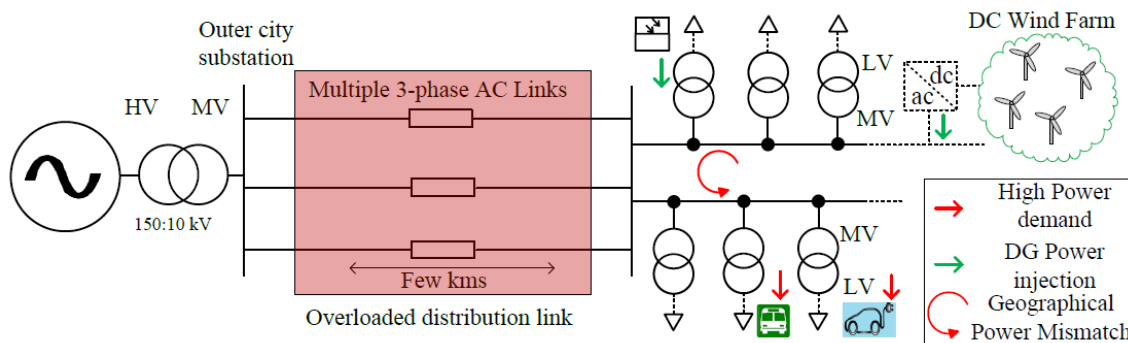 Outer city
substation
HV
MV
150:10 kV
Multiple 3-phase AC Links
Few kms
Overloaded distribution link
LV
MV
MV
LV
dc
ac
DC Wind Farm
High Power
demand
DG Power
injection
Geographical
Power Mismatch